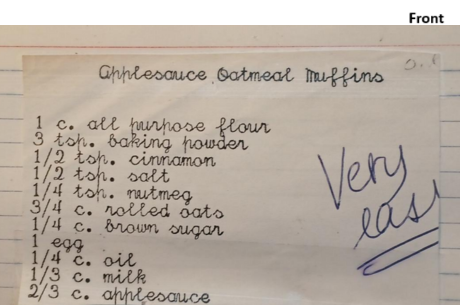 Front
Applesauce Oatmeal Muffins
1 c. all purpose flour
3 tsp. baking powder
1/2 tsp. cinnamon
1/2 tsp. salt
1/4 tsp. nutmeg
3/4 c. rolled oats
1/4 c. brown sugar
1 egg
1/4 c. oil
1/3 c. milk
2/3 c. applesauce
Very
easy